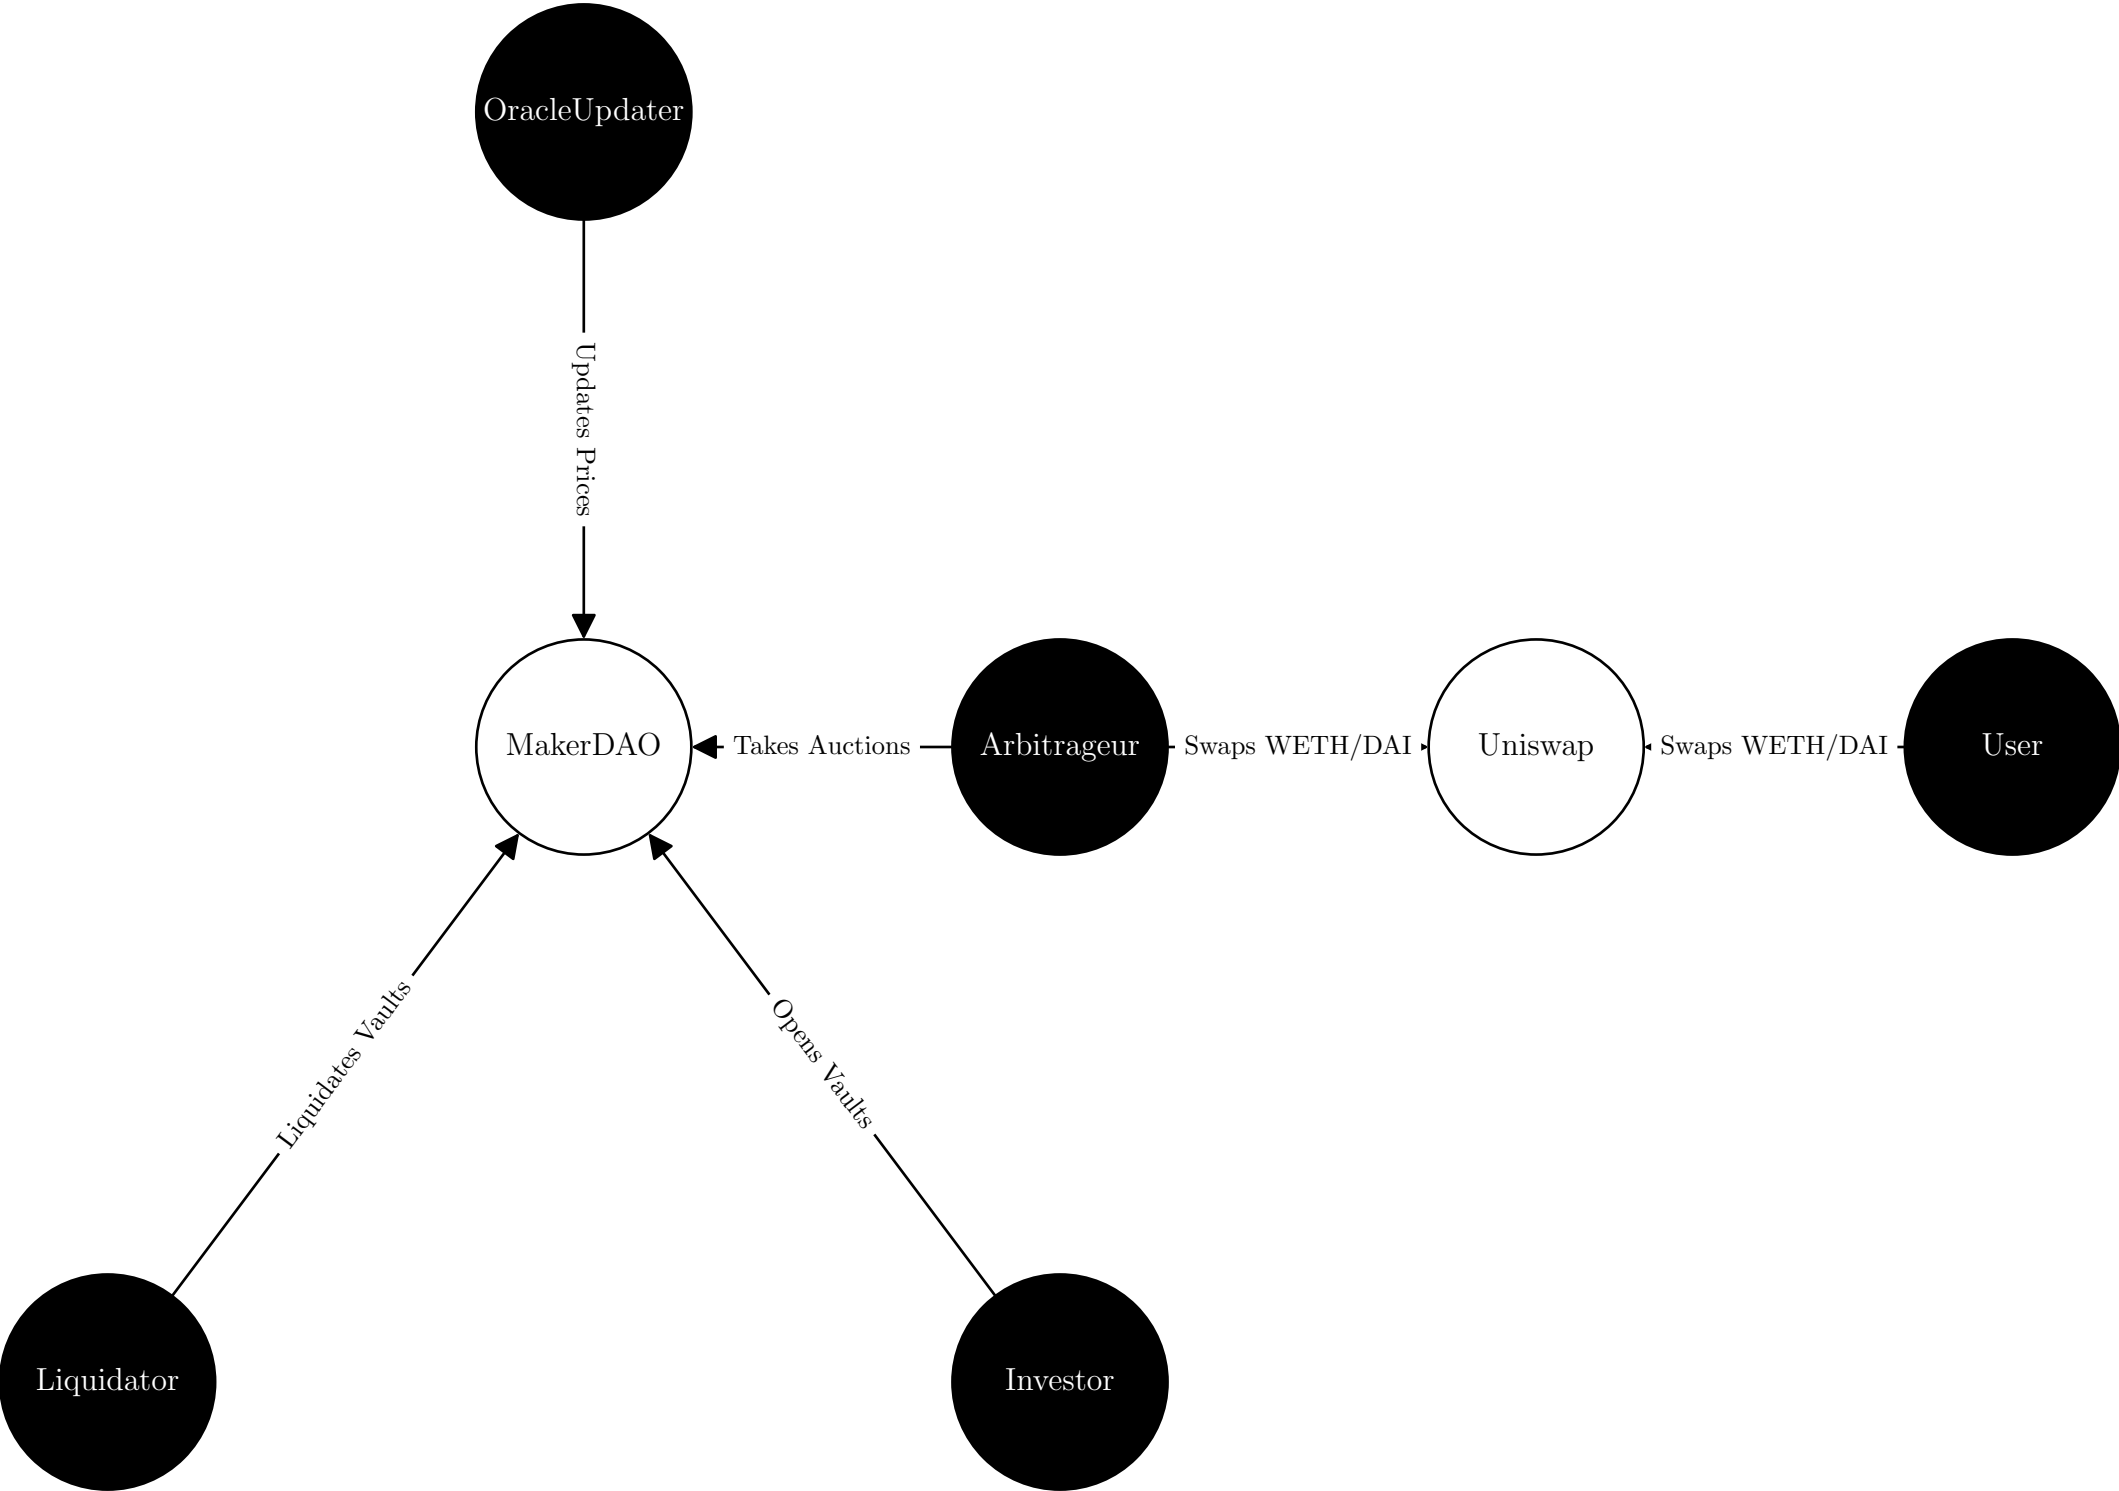 OracleUpdater
Updates Prices
MakerDAO
Takes Auctions
Arbitrageur
Swaps WETH/DAI
Uniswap
Swaps WETH/DAI
User
Liquidates Vaults
Opens Vaults
Liquidator
Investor